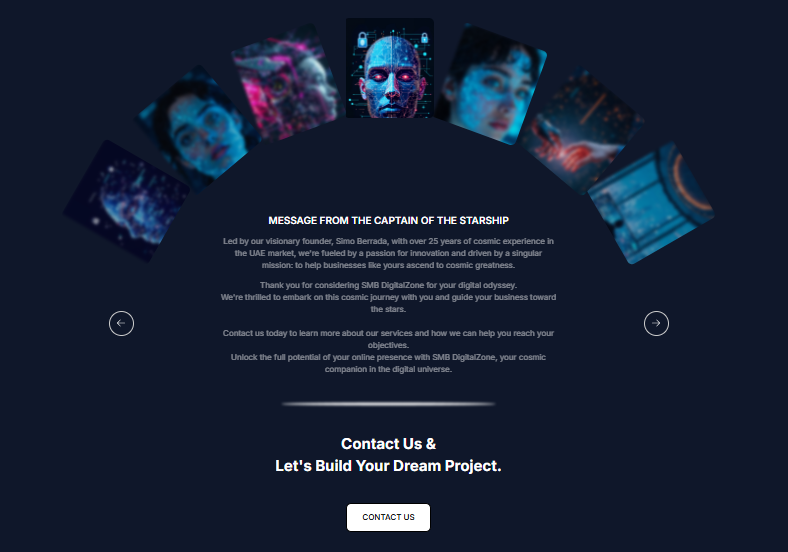 MESSAGE FROM THE CAPTAIN OF THE STARSHIP
Led by our visionary founder, Simo Berrada, with over 25 years of cosmic experience in
the UAE market, we're fueled by a passion for innovation and driven by a singular
mission: to help businesses like yours ascend to cosmic greatness.
Thank you for considering SMB DigitalZone for your digital odyssey.
We're thrilled to embark on this cosmic journey with you and guide your business toward
the stars.
Contact us today to learn more about our services and how we can help you reach your
objectives.
Unlock the full potential of your online presence with SMB DigitalZone, your cosmic
companion in the digital universe.
Contact Us &
Let's Build Your Dream Project.
CONTACT US